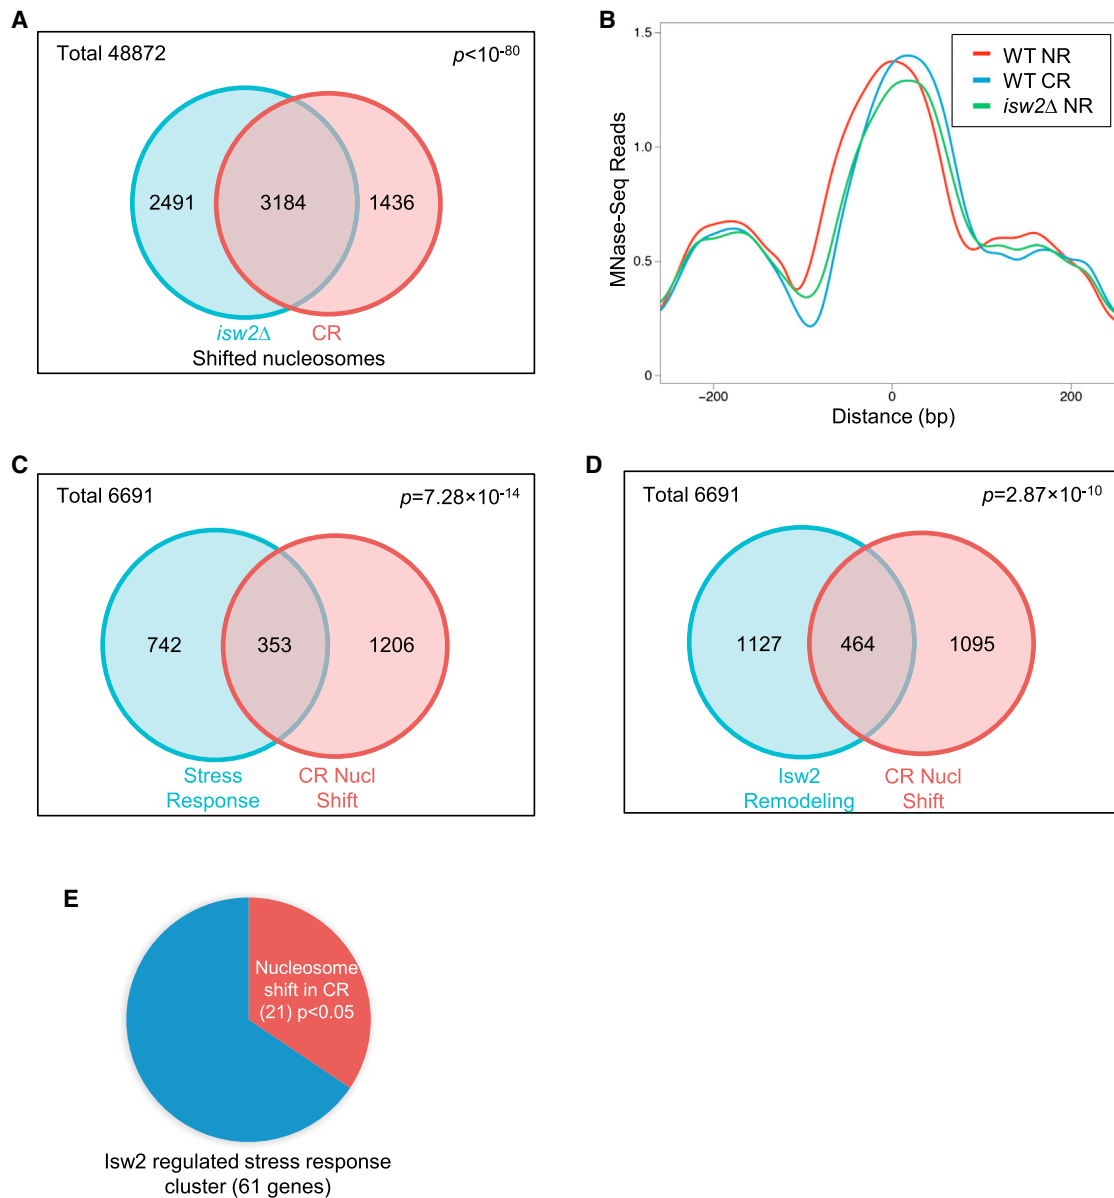 A
Total 48872
p<10-80
2491
3184
1436
isw2Δ
CR
Shifted nucleosomes
B
1.5
1.0
0.5
0
MNase-Seq Reads
WT NR
WT CR
isw2Δ NR
−200
0
200
Distance (bp)
C
Total 6691
p=7.28×10-14
742
353
1206
Stress
Response
CR Nucl
Shift
D
Total 6691
p=2.87×10-10
1127
464
1095
Isw2
Remodeling
CR Nucl
Shift
E
Nucleosome
shift in CR
(21) p<0.05
Isw2 regulated stress response
cluster (61 genes)